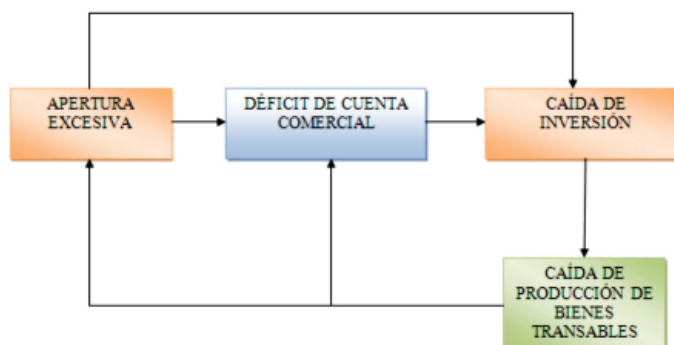 APERTURA
EXCESIVA
DÉFICIT DE CUENTA
COMERCIAL
CAÍDA DE
INVERSIÓN
CAÍDA DE
PRODUCCIÓN DE
BIENES
TRANSABLES